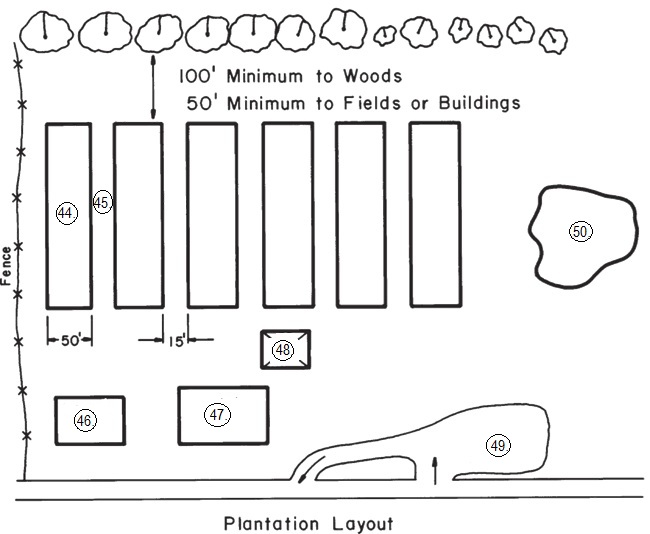 100' Minimum to Woods
50' Minimum to Fields or Buildings
44.
45.
50.
Fence
50'
15'
48.
46.
47.
49.
Plantation Layout